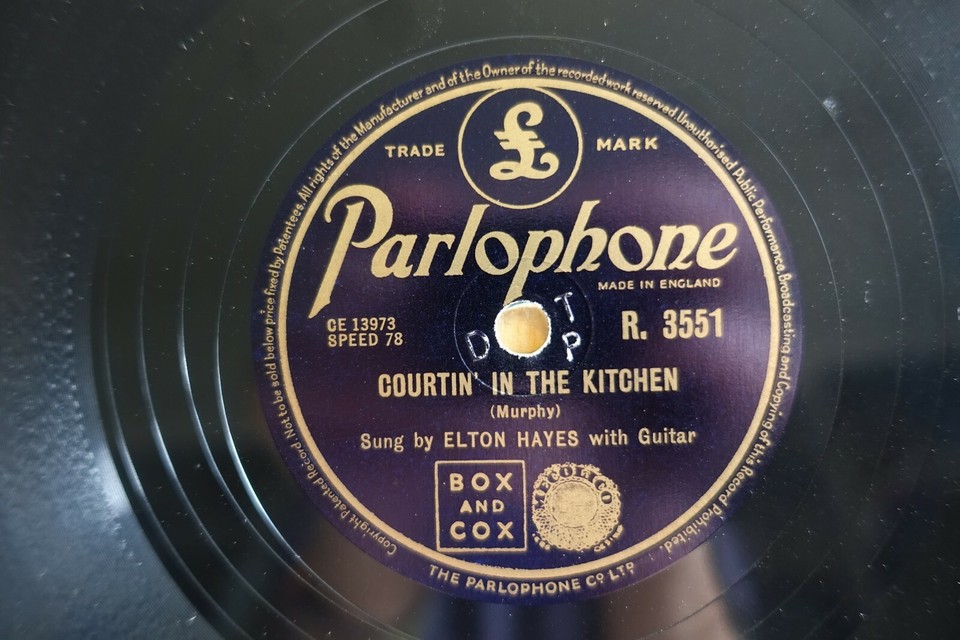 Copyright Patented Record. Not to be sold below price fixed by Patentees. All rights of the Manufacturer and of the Owner of the recorded work reserved. Unauthorised Public Performance, Broadcasting and Copying of this Record Prohibited.
£
TRADE MARK
Parlophone
MADE IN ENGLAND
CE 13973
SPEED 78
R. 3551
T
D P
COURTIN' IN THE KITCHEN
(Murphy)
Sung by ELTON HAYES with Guitar
BOX
AND
COX
THE PARLOPHONE CO LTD